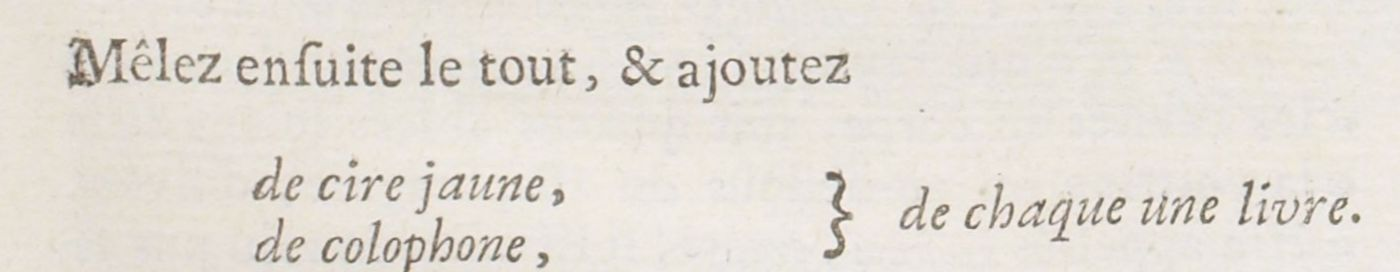 Mêlez enſuite le tout, & ajoutez
de cire jaune,
de colophone,
} de chaque une livre.